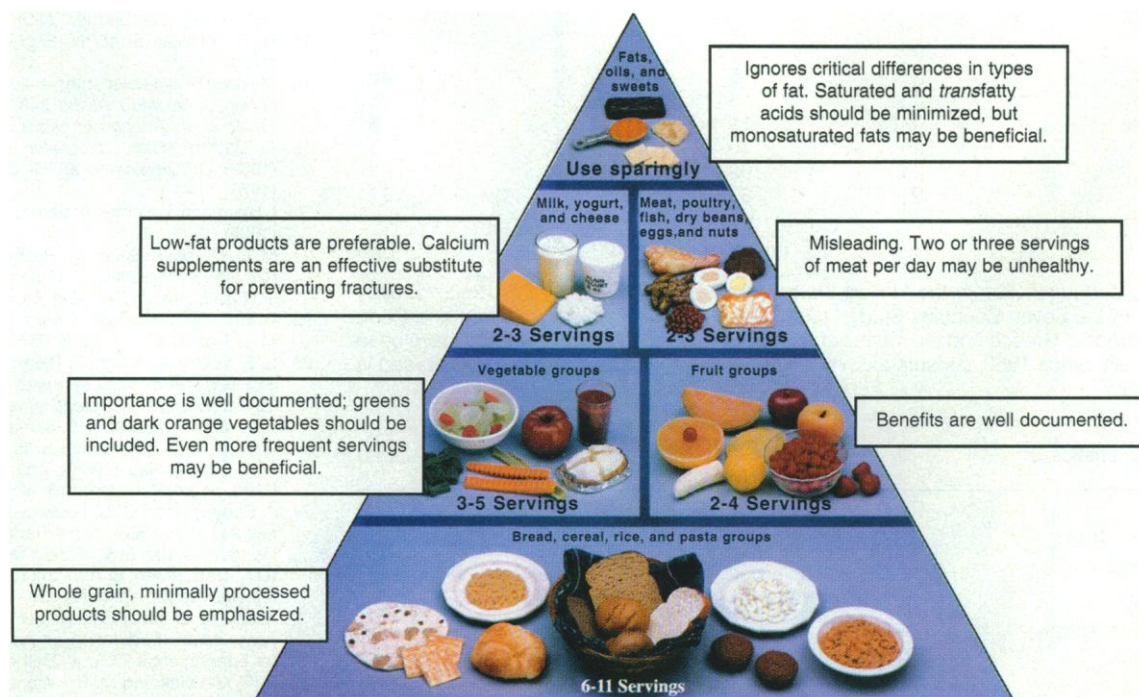 Fats,
oils, and
sweets
Use sparingly
Ignores critical differences in types
of fat. Saturated and transfatty
acids should be minimized, but
monosaturated fats may be beneficial.
Milk, yogurt,
and cheese
2-3 Servings
Low-fat products are preferable. Calcium
supplements are an effective substitute
for preventing fractures.
Meat, poultry,
fish, dry beans,
eggs,and nuts
2-3 Servings
Misleading. Two or three servings
of meat per day may be unhealthy.
Vegetable groups
3-5 Servings
Importance is well documented; greens
and dark orange vegetables should be
included. Even more frequent servings
may be beneficial.
Fruit groups
2-4 Servings
Benefits are well documented.
Bread, cereal, rice, and pasta groups
6-11 Servings
Whole grain, minimally processed
products should be emphasized.